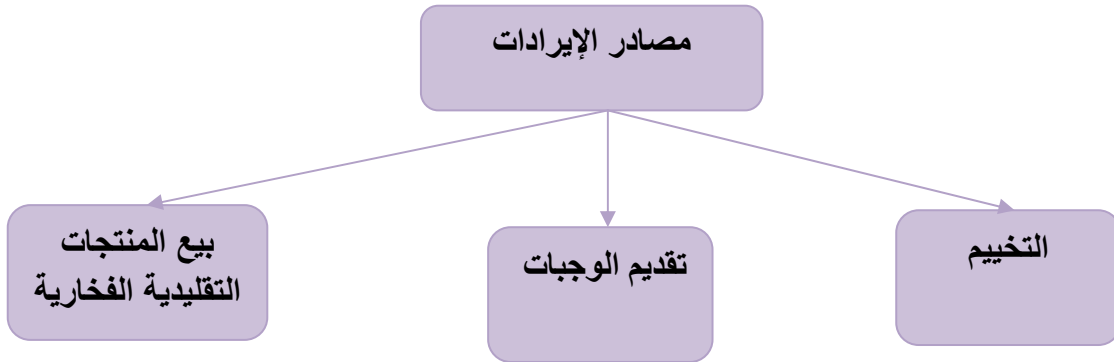 مصادر الإيرادات
التخييم
تقديم الوجبات
بيع المنتجات
التقليدية الفخارية